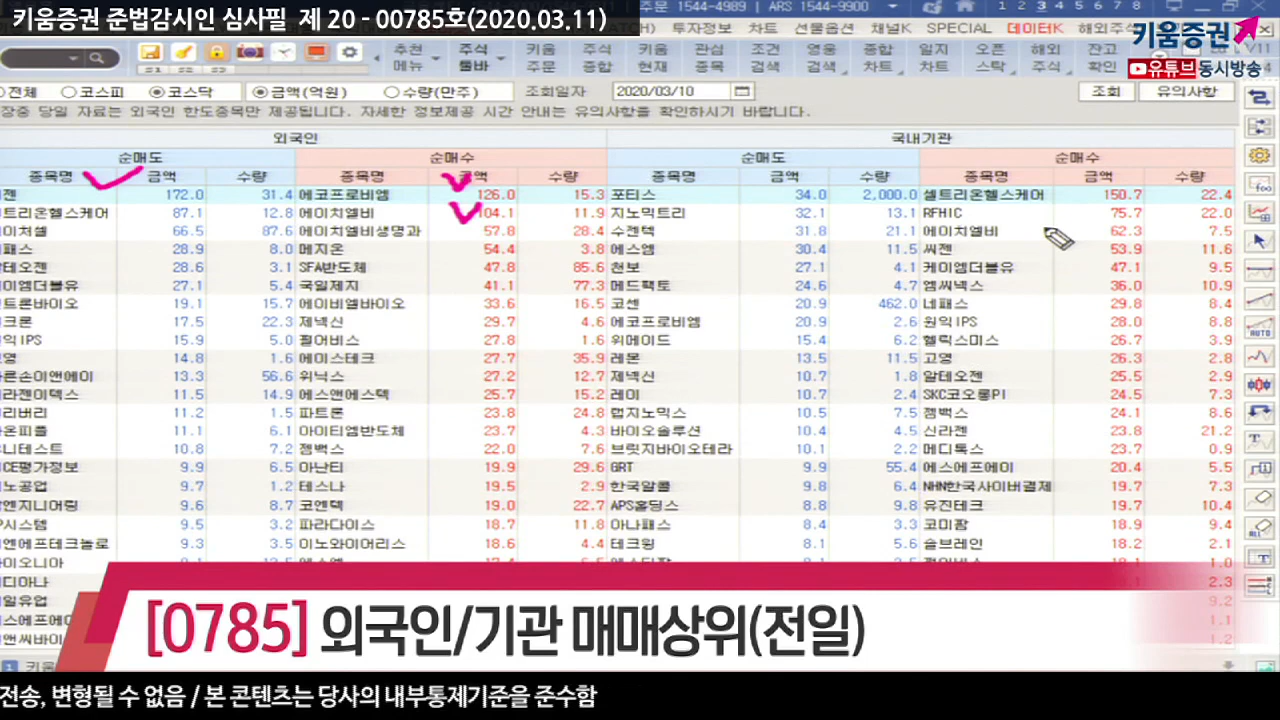 키움증권 준법감시인 심사필 제 20 - 00785호(2020.03.11)
주문 1544-4989 | ARS 1544-9900
1 2 3 4 5 6 7 8
투자정보 차트 선물옵션 채널K SPECIAL 데이터K 해외주
키움증권
유튜브 동시방송
추천메뉴 주식툴바 키움주문 주식종합 키움현재 관심종목 조건검색 영웅검색 종합차트 일지차트 오픈스탁 해외주식 잔고확인
전체 코스피 코스닥 금액(억원) 수량(만주) 조회일자 2020/03/10 조회 유의사항
장중 당일 자료는 외국인 한도종목만 제공됩니다. 자세한 정보제공 시간 안내는 유의사항을 확인하시기 바랍니다.
외국인 국내기관
순매도 순매수 순매도 순매수
종목명 금액 수량 종목명 금액 수량 종목명 금액 수량 종목명 금액 수량
젠 172.0 31.4 에코프로비엠 126.0 15.3 포티스 34.0 2,000.0 셀트리온헬스케어 150.7 22.4
트리온헬스케어 87.1 12.8 에이치엘비 104.1 11.9 지노믹트리 32.1 13.1 RFHIC 75.7 22.0
이처셀 66.5 87.6 에이치엘비생명과 57.8 28.4 수젠텍 31.8 21.1 에이치엘비 62.3 7.5
패스 28.9 8.0 메지온 54.4 3.8 에스엠 30.4 11.5 씨젠 53.9 11.6
알테오젠 28.6 3.1 SFA반도체 47.8 85.6 천보 27.1 4.1 케이엠더블유 47.1 9.5
이엠더블유 27.1 5.4 국일제지 41.1 77.3 메드팩토 24.6 4.7 엠씨넥스 36.0 10.9
트론바이오 19.1 15.7 에이비엘바이오 33.6 16.5 코센 20.9 462.0 네패스 29.8 8.4
크론 17.5 22.3 제넥신 29.7 4.6 에코프로비엠 20.9 2.6 원익IPS 28.0 8.8
익IPS 15.9 5.0 펄어비스 27.8 1.6 위메이드 15.4 6.2 헬릭스미스 26.7 3.9
영 14.8 1.6 에이스테크 27.7 35.9 레몬 13.5 11.5 고영 26.3 2.8
른손이앤에이 13.3 56.6 위닉스 27.2 12.7 제넥신 10.7 1.8 알테오젠 25.5 2.9
라젠이텍스 11.5 14.9 에스앤에스텍 25.7 15.2 레이 10.7 2.4 SKC코오롱PI 24.5 7.3
리버리 11.2 1.5 파트론 23.8 24.8 랩지노믹스 10.5 7.5 젬백스 24.1 8.6
온피플 11.1 6.1 아이티엠반도체 23.7 4.3 바이오솔루션 10.4 4.5 신라젠 23.8 21.2
니테스트 10.8 7.2 젬백스 22.0 7.6 브릿지바이오테라 10.1 2.2 메디톡스 23.7 0.9
ICE평가정보 9.9 6.5 아난티 19.9 29.6 GRT 9.9 55.4 에스에프에이 20.4 5.5
노공업 9.7 1.2 테스나 19.5 2.9 한국알콜 9.8 6.4 NHN한국사이버결제 19.7 7.3
엔지니어링 9.6 8.7 코엔텍 19.0 22.7 APS홀딩스 8.8 9.8 유진테크 19.7 10.4
시스템 9.5 3.2 파라다이스 18.7 11.8 아나패스 8.4 3.3 코미팜 18.9 9.4
엔에프테크놀로 9.3 3.5 이노와이어리스 18.6 4.4 테크윙 8.1 5.6 솔브레인 18.2 2.1
이오니아
디아나
일유업
스에프에
앤씨바이
[0785] 외국인/기관 매매상위(전일)
전송, 변형될 수 없음 / 본 콘텐츠는 당사의 내부통제기준을 준수함